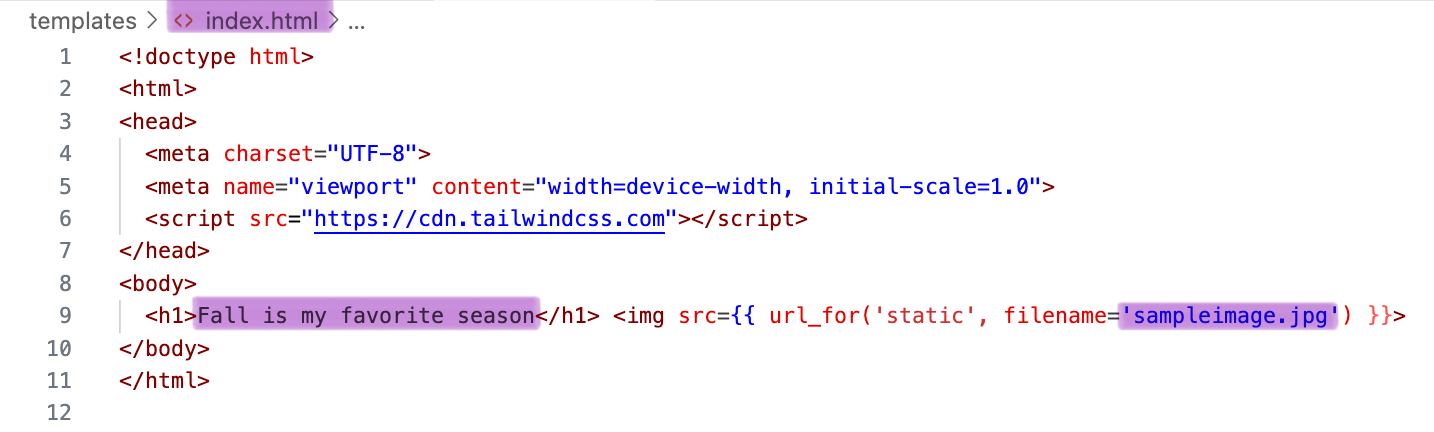 templates > <> index.html > ...
1 <!doctype html>
2 <html>
3 <head>
4 <meta charset="UTF-8">
5 <meta name="viewport" content="width=device-width, initial-scale=1.0">
6 <script src="https://cdn.tailwindcss.com"></script>
7 </head>
8 <body>
9 <h1>Fall is my favorite season</h1> <img src={{ url_for('static', filename='sampleimage.jpg') }}>
10 </body>
11 </html>
12